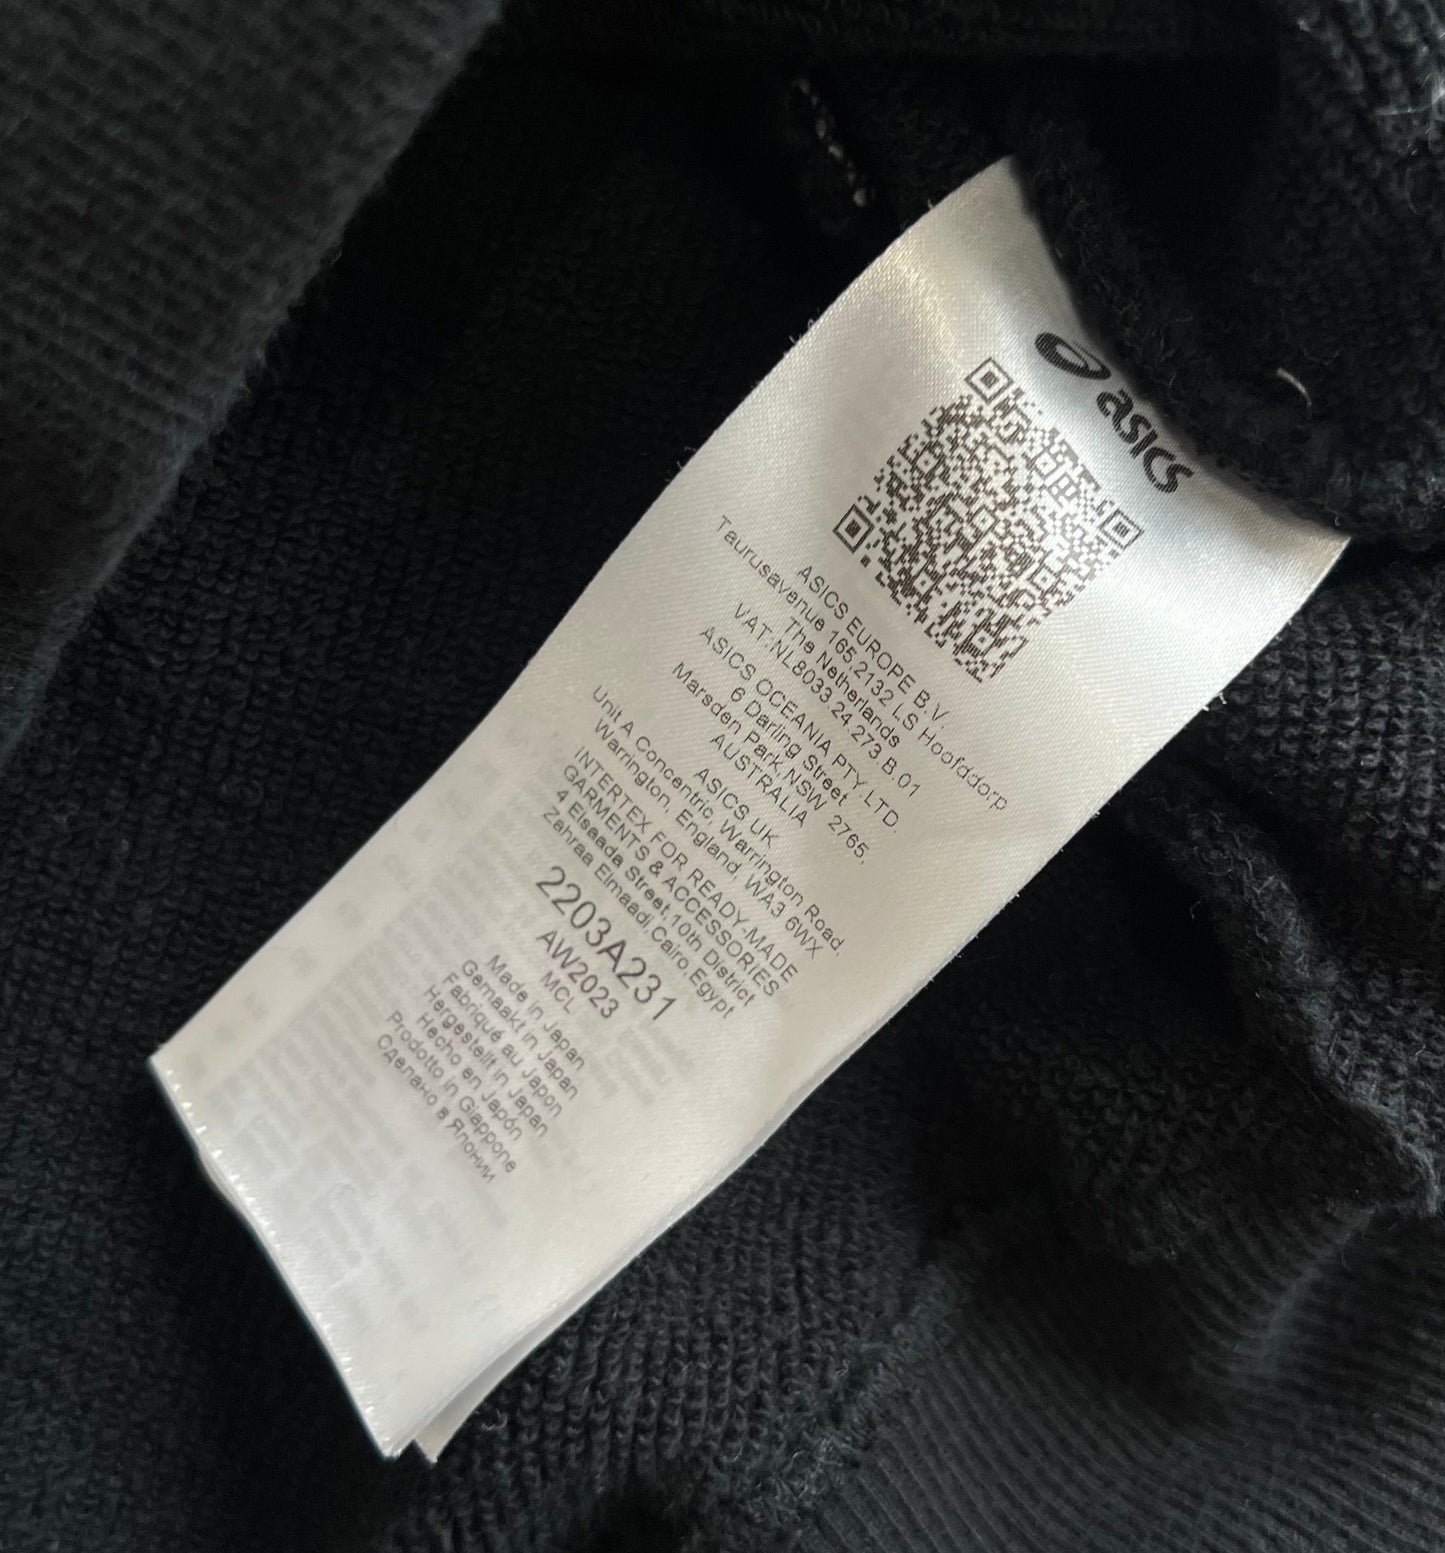 asics
ASICS EUROPE B.V.
Taurusavenue 165,2132 LS Hoofddorp
The Netherlands
VAT:NL8033.24.273.B.01
ASICS OCEANIA PTY. LTD.
6 Darling Street
Marsden Park,NSW 2765,
AUSTRALIA
ASICS UK
Unit A Concentric, Warrington Road,
Warrington, England, WA3 6WX
INTERTEX FOR READY-MADE
GARMENTS & ACCESSORIES
4 Elsaada Street,10th District
Zahraa Elmaadi,Cairo,Egypt
2203A231
AW2023
MCL
Made in Japan
Gemaakt in Japan
Fabriqué au Japon
Hergestellt in Japan
Hecho en Japón
Prodotto in Giappone
Сделано в Японии